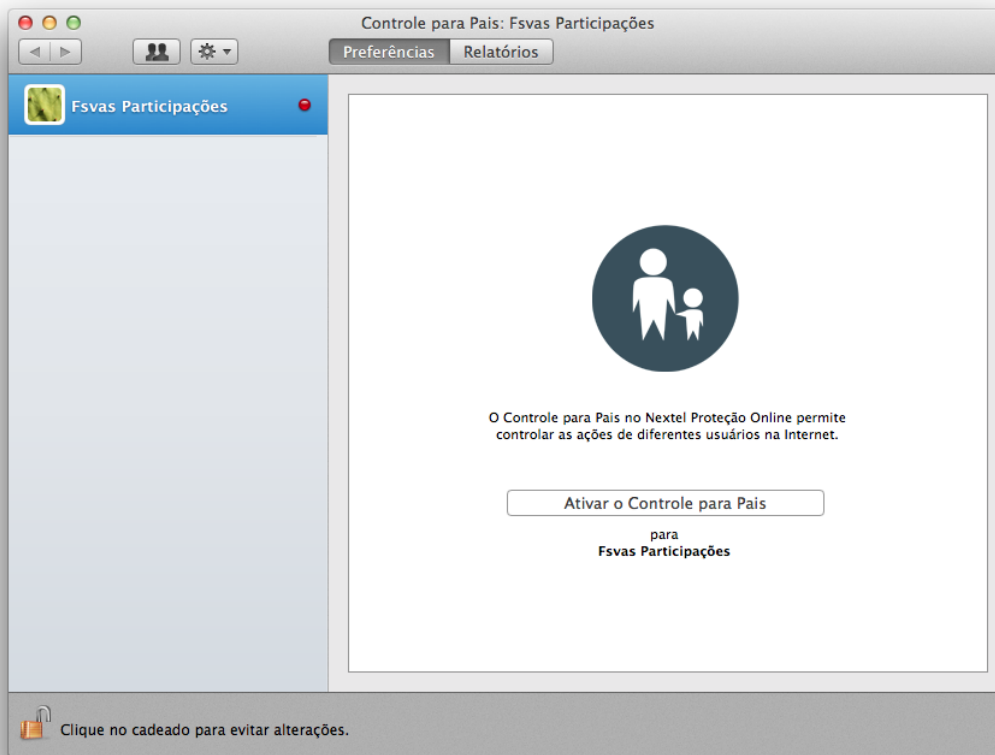 Controle para Pais: Fsvas Participações
Preferências Relatórios
Fsvas Participações
O Controle para Pais no Nextel Proteção Online permite
controlar as ações de diferentes usuários na Internet.
Ativar o Controle para Pais
para
Fsvas Participações
Clique no cadeado para evitar alterações.